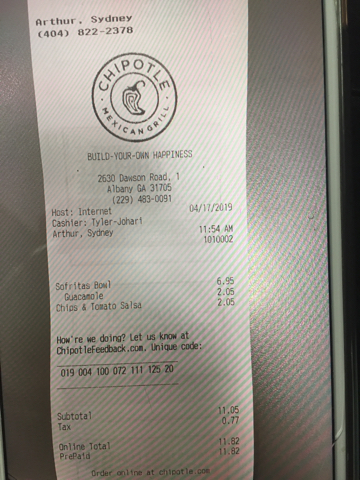 Arthur, Sydney
(404) 822-2378
CHIPOTLE
MEXICAN GRILL
BUILD-YOUR-OWN HAPPINESS
2630 Dawson Road, 1
Albany GA 31705
(229) 483-0091
Host: Internet 04/17/2019
Cashier: Tyler-Johari
Arthur, Sydney 11:54 AM
1010002
Sofritas Bowl 6.95
Guacamole 2.05
Chips & Tomato Salsa 2.05
How're we doing? Let us know at
ChipotleFeedback.com. Unique code:
019 004 100 072 111 125 20
Subtotal 11.05
Tax 0.77
Online Total 11.82
PrePaid 11.82
Order online at chipotle.com